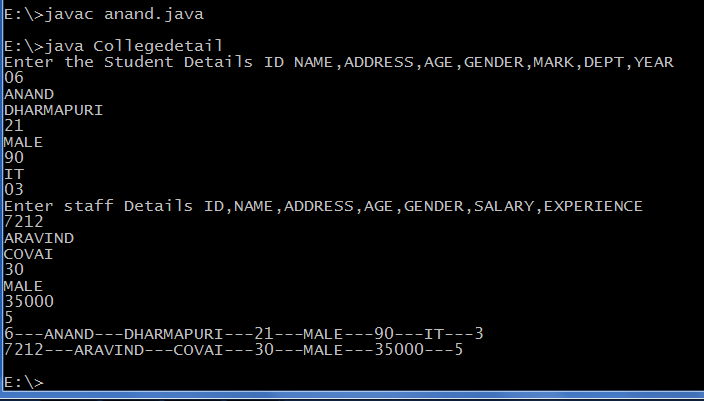 E:\>javac anand.java
E:\>java Collegedetail
Enter the Student Details ID NAME,ADDRESS,AGE,GENDER,MARK,DEPT,YEAR
06
ANAND
DHARMAPURI
21
MALE
90
IT
03
Enter staff Details ID,NAME,ADDRESS,AGE,GENDER,SALARY,EXPERIENCE
7212
ARAVIND
COVAI
30
MALE
35000
5
6---ANAND---DHARMAPURI---21---MALE---90---IT---3
7212---ARAVIND---COVAI---30---MALE---35000---5
E:\>